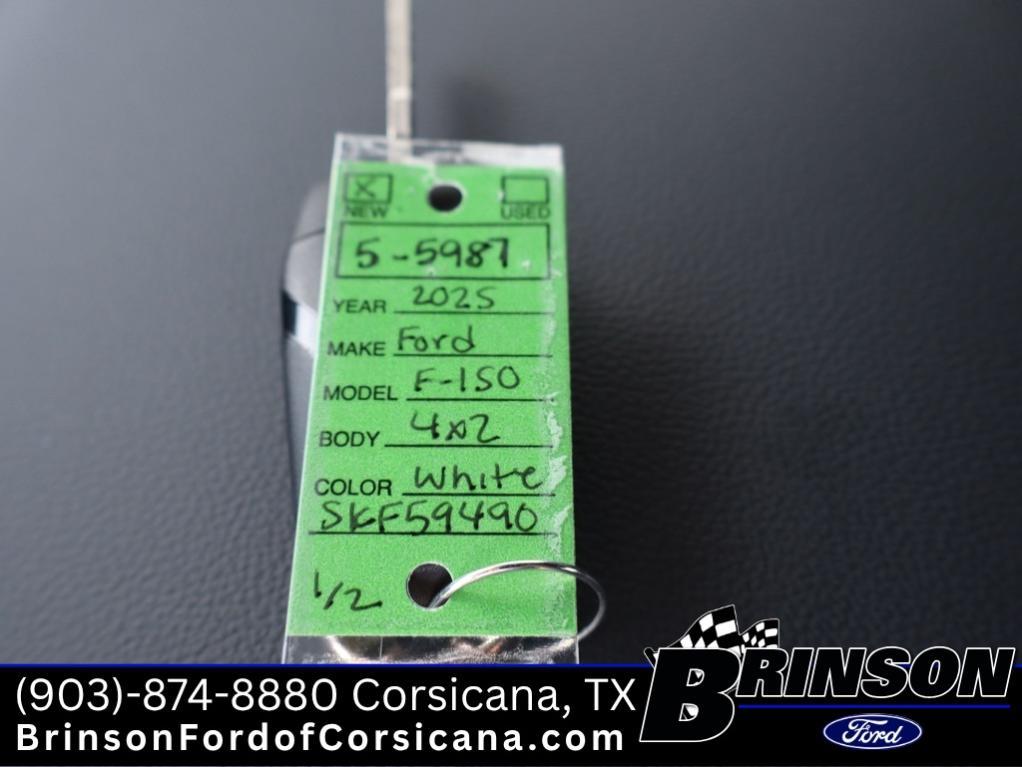 X
NEW USED
5-5987
YEAR 2025
MAKE Ford
MODEL F-150
BODY 4x2
COLOR White
SKF59490
1/2
(903)-874-8880 Corsicana, TX
BrinsonFordofCorsicana.com
BRINSON
Ford